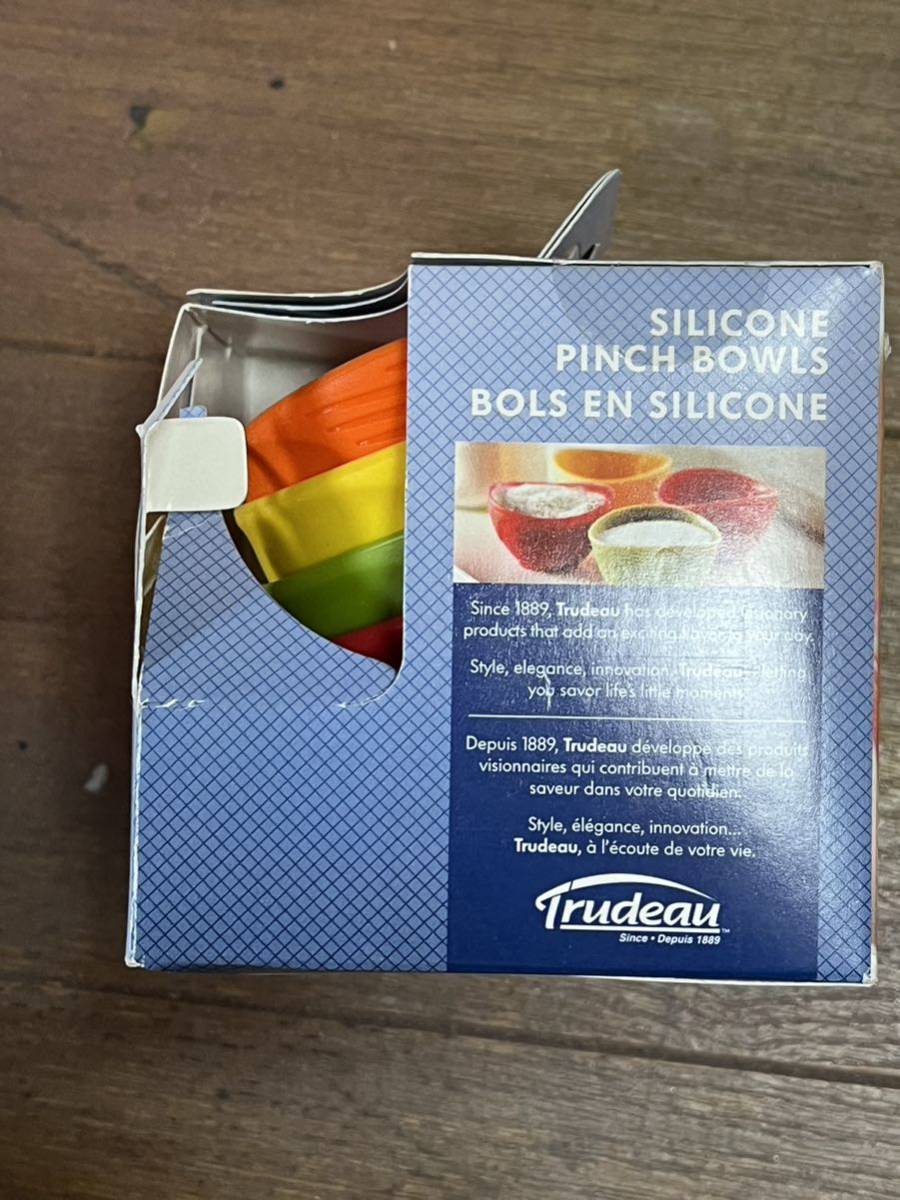 SILICONE
PINCH BOWLS
BOLS EN SILICONE
Since 1889, Trudeau has developed visionary
products that add an exciting flavor to your day.
Style, elegance, innovation. Trudeau letting
you savor life's little moments
Depuis 1889, Trudeau développe des produits
visionnaires qui contribuent à mettre de la
saveur dans votre quotidien.
Style, élégance, innovation...
Trudeau, à l'écoute de votre vie.
Trudeau™
Since • Depuis 1889